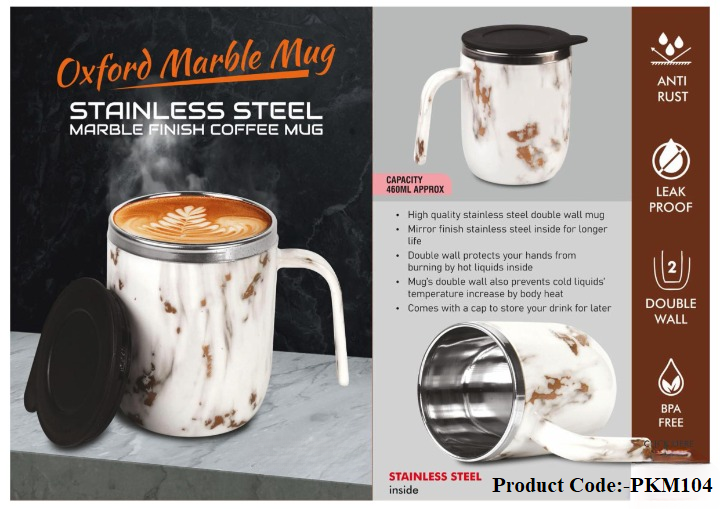 Oxford Marble Mug
STAINLESS STEEL
MARBLE FINISH COFFEE MUG
CAPACITY
460ML APPROX
• High quality stainless steel double wall mug
• Mirror finish stainless steel inside for longer
life
• Double wall protects your hands from
burning by hot liquids inside
• Mug's double wall also prevents cold liquids'
temperature increase by body heat
• Comes with a cap to store your drink for later
STAINLESS STEEL
inside
ANTI
RUST
LEAK
PROOF
2
DOUBLE
WALL
BPA
FREE
Product Code:-PKM104